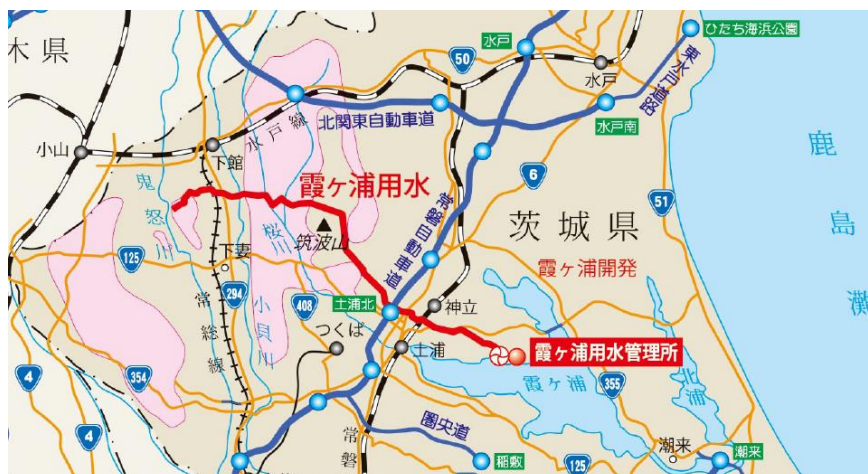 木県
水戸
50
ひたち海浜公園
水戸
東水戸道路
北関東自動車道
水戸南
小山
水戸線
下館
鹿島灘
鬼怒川
霞ヶ浦用水
6
51
桜川
筑波山
常磐自動車道
茨城県
125
下妻
霞ヶ浦開発
294
408
土浦北
神立
常総線
小貝川
つくば
土浦
霞ヶ浦用水管理所
4
354
霞ヶ浦
355
北浦
圏央道
4
常磐
稲敷
125
潮来
潮来